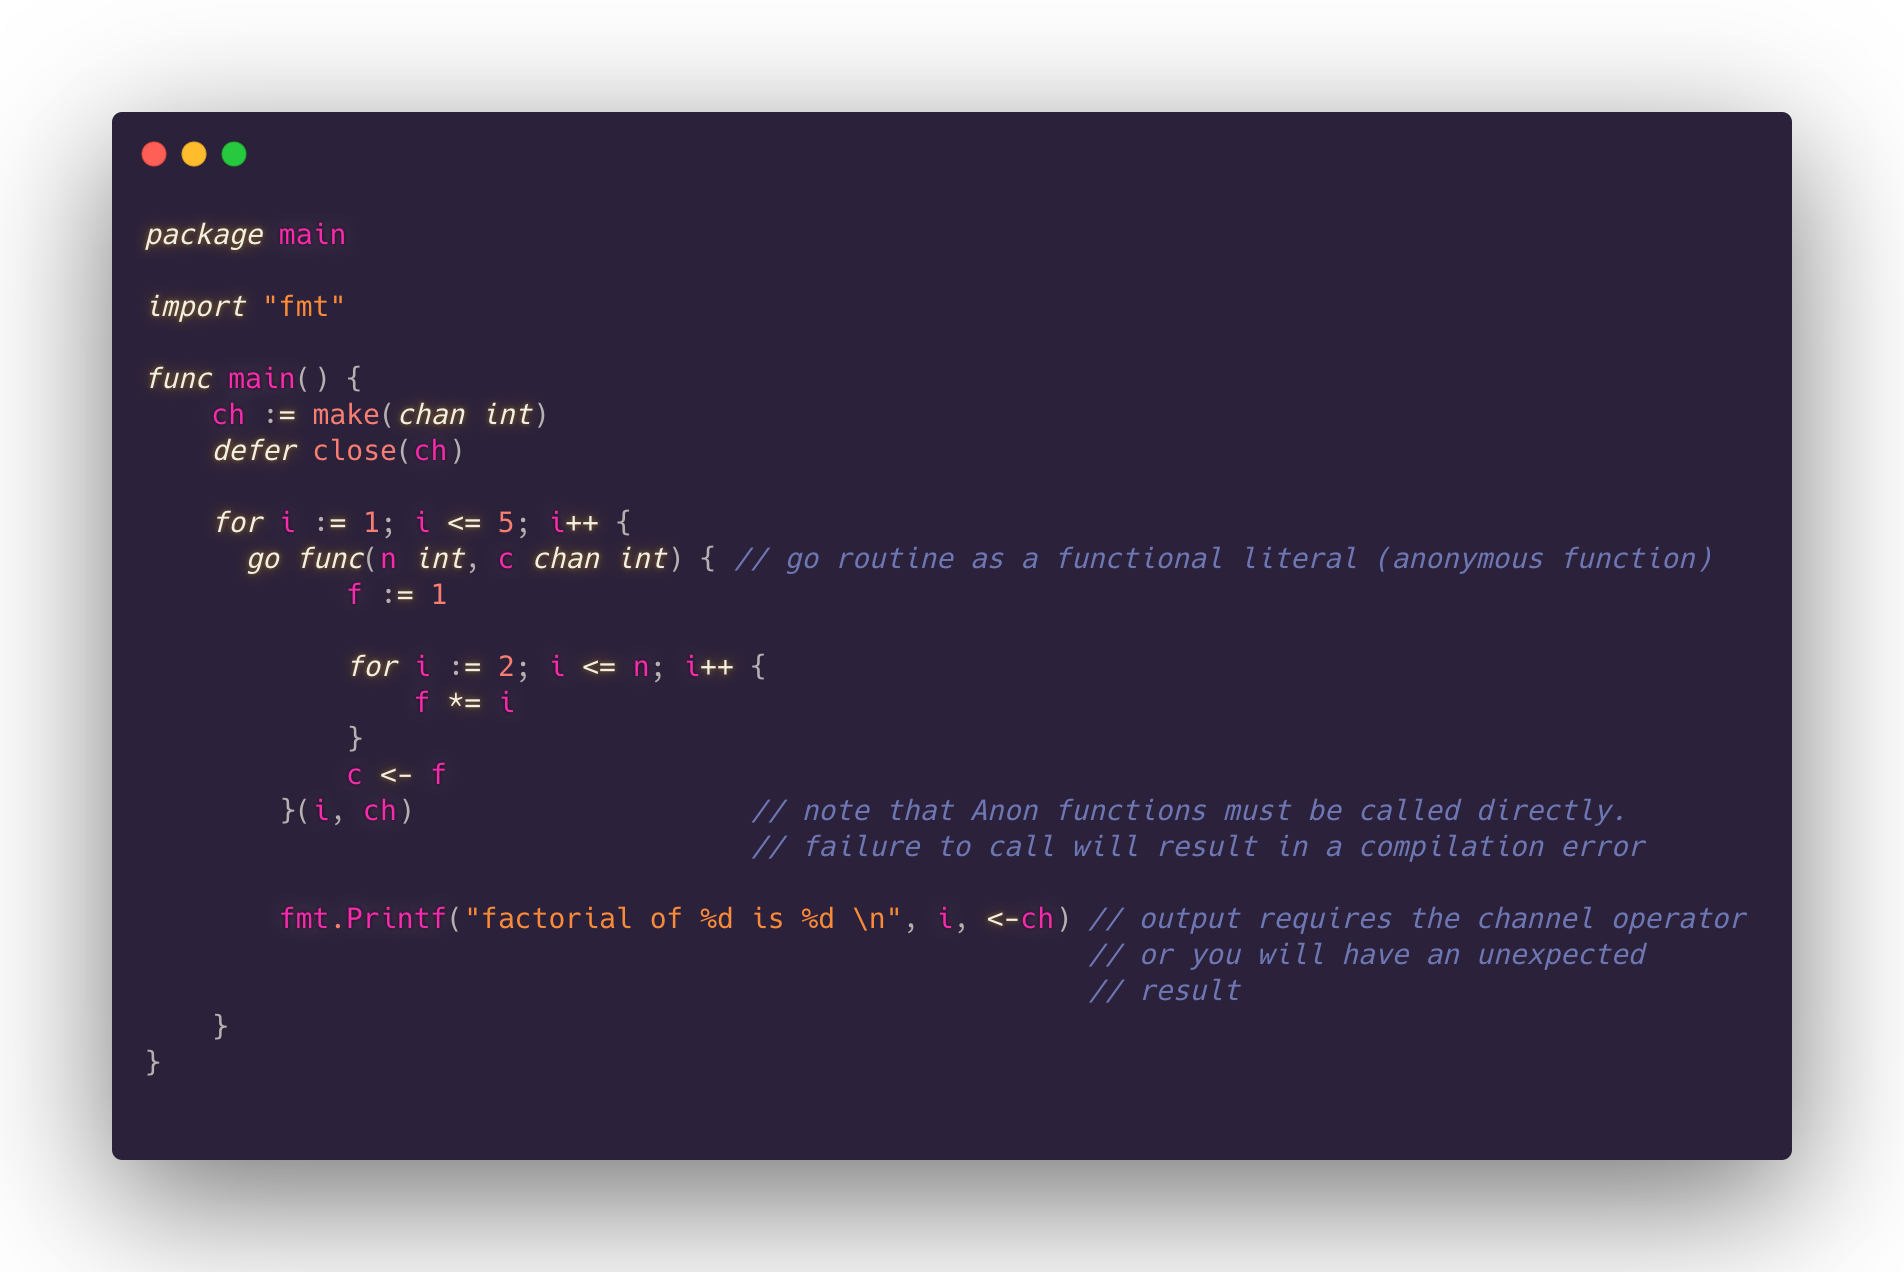 package main
import "fmt"
func main() {
    ch := make(chan int)
    defer close(ch)
    for i := 1; i <= 5; i++ {
      go func(n int, c chan int) { // go routine as a functional literal (anonymous function)
            f := 1
            for i := 2; i <= n; i++ {
                f *= i
            }
            c <- f
        }(i, ch)                    // note that Anon functions must be called directly.
                                    // failure to call will result in a compilation error
        fmt.Printf("factorial of %d is %d \n", i, <-ch) // output requires the channel operator
                                                        // or you will have an unexpected
                                                        // result
    }
}